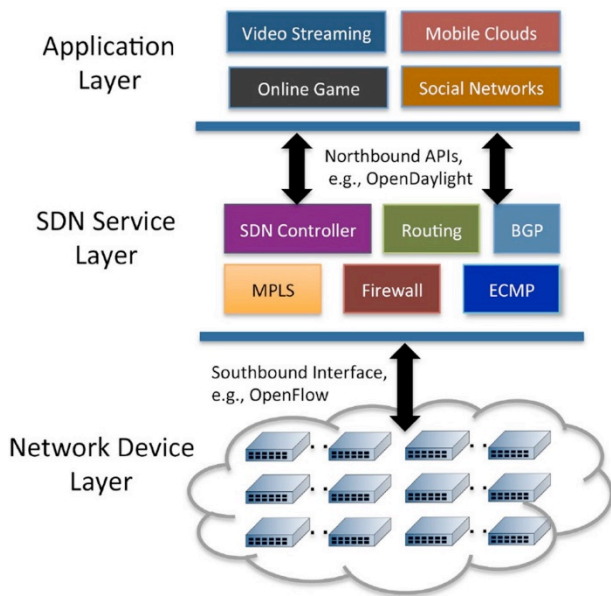 Application
Layer
Video Streaming
Mobile Clouds
Online Game
Social Networks
Northbound APIs,
e.g., OpenDaylight
SDN Service
Layer
SDN Controller
Routing
BGP
MPLS
Firewall
ECMP
Southbound Interface,
e.g., OpenFlow
Network Device
Layer